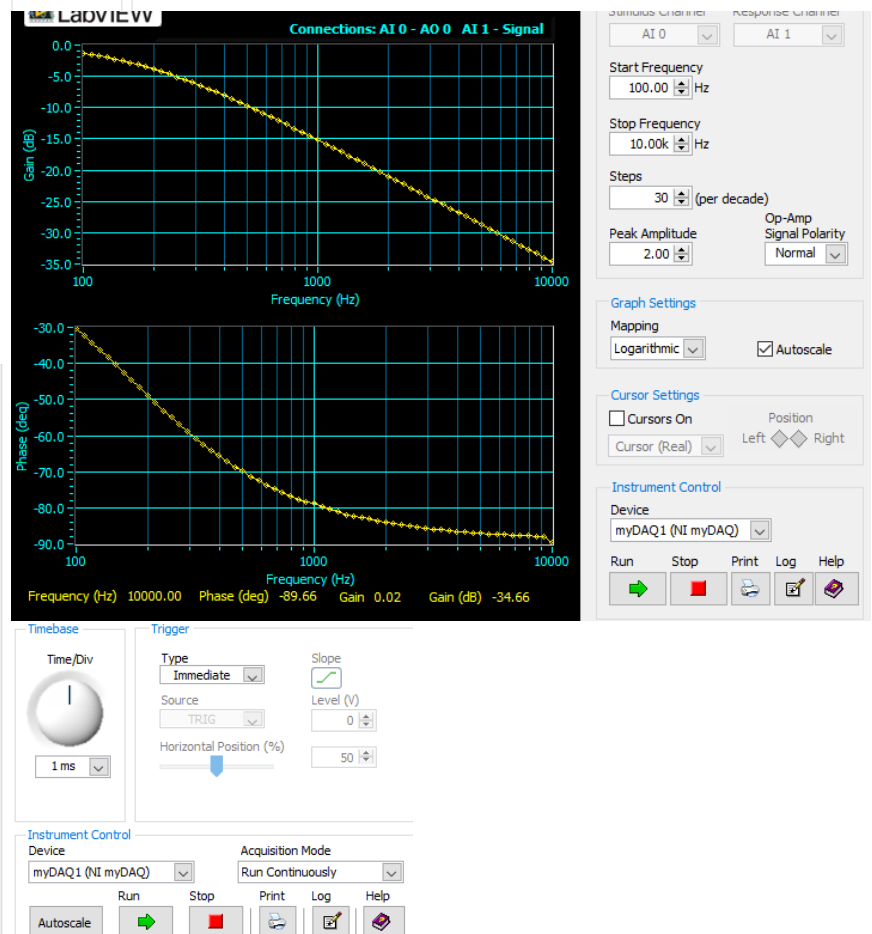 LabVIEW
Connections: AI 0 - AO 0 AI 1 - Signal
0.0
-5.0
-10.0
-15.0
-20.0
-25.0
-30.0
-35.0
Gain (dB)
100 1000 10000
Frequency (Hz)
-30.0
-40.0
-50.0
-60.0
-70.0
-80.0
-90.0
Phase (deg)
100 1000 10000
Frequency (Hz)
Frequency (Hz) 10000.00 Phase (deg) -89.66 Gain 0.02 Gain (dB) -34.66
Stimulus Channel Response Channel
AI 0 AI 1
Start Frequency
100.00 Hz
Stop Frequency
10.00k Hz
Steps
30 (per decade)
Op-Amp
Peak Amplitude Signal Polarity
2.00 Normal
Graph Settings
Mapping
Logarithmic Autoscale
Cursor Settings
Cursors On Position
Cursor (Real) Left Right
Instrument Control
Device
myDAQ1 (NI myDAQ)
Run Stop Print Log Help
Timebase Trigger
Time/Div Type Slope
Immediate
Source Level (V)
TRIG 0
Horizontal Position (%)
1 ms 50
Instrument Control
Device Acquisition Mode
myDAQ1 (NI myDAQ) Run Continuously
Run Stop Print Log Help
Autoscale